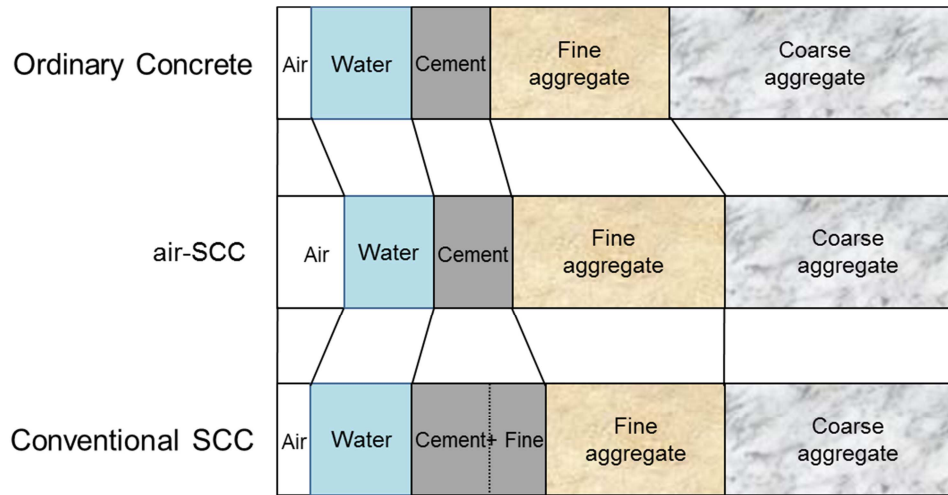 Ordinary Concrete
Air
Water
Cement
Fine
aggregate
Coarse
aggregate
air-SCC
Air
Water
Cement
Fine
aggregate
Coarse
aggregate
Conventional SCC
Air
Water
Cement+ Fine
Fine
aggregate
Coarse
aggregate